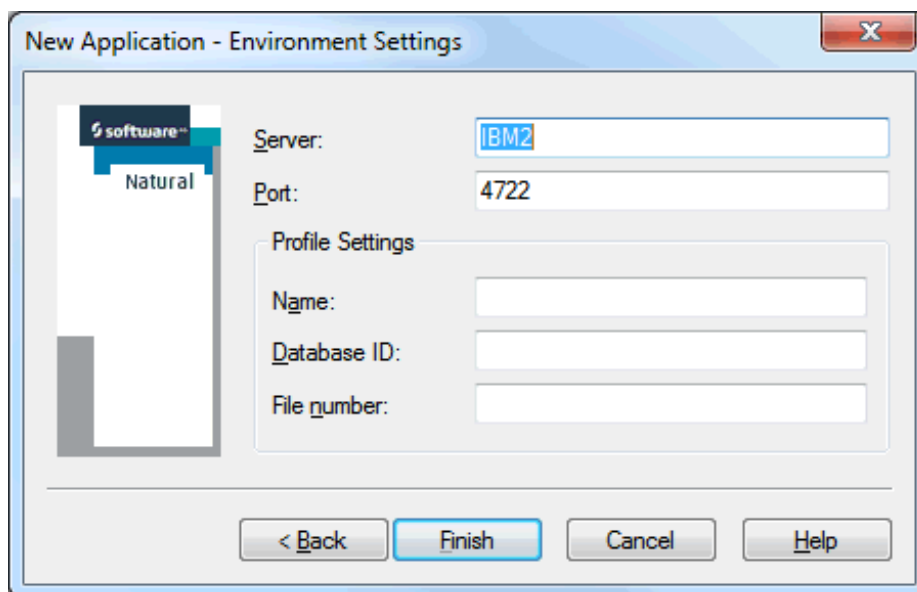 New Application - Environment Settings
software AG
Natural
Server: IBM2
Port: 4722
Profile Settings
Name:
Database ID:
File number:
< Back Finish Cancel Help